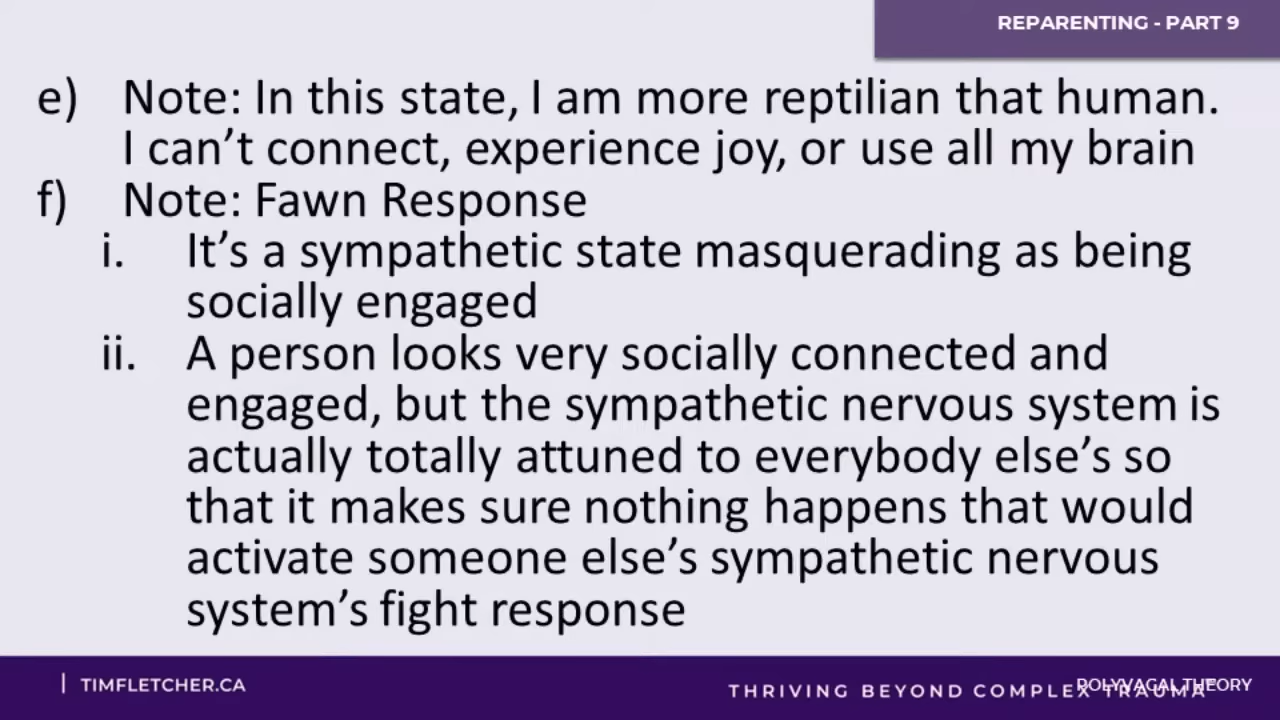 REPARENTING - PART 9
e) Note: In this state, I am more reptilian that human.
I can't connect, experience joy, or use all my brain
f) Note: Fawn Response
i. It's a sympathetic state masquerading as being
socially engaged
ii. A person looks very socially connected and
engaged, but the sympathetic nervous system is
actually totally attuned to everybody else's so
that it makes sure nothing happens that would
activate someone else's sympathetic nervous
system's fight response
| TIMFLETCHER.CA
THRIVING BEYOND COMPLEX TRAUMA
POLYVAGAL THEORY